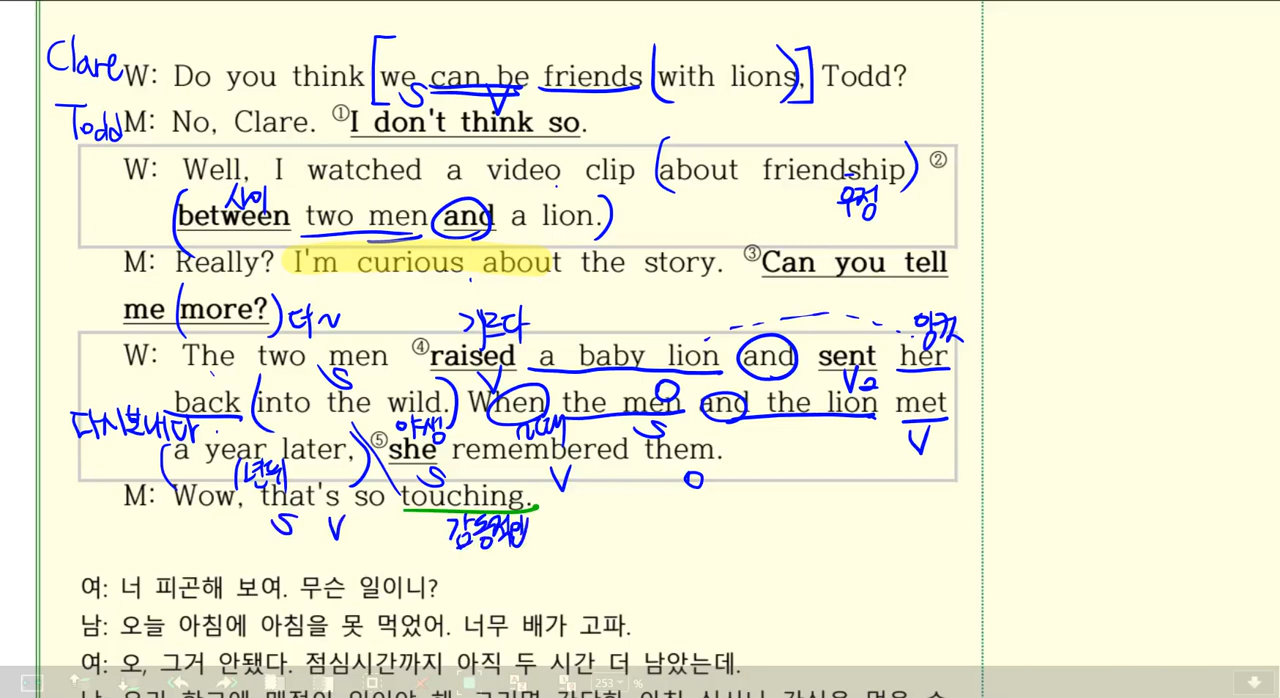 Clare W: Do you think [we can be friends (with lions,)] Todd?
S V
Todd M: No, Clare. ①I don't think so.
W: Well, I watched a video clip (about friendship) ②
사이 우정
(between two men and a lion.)
M: Really? I'm curious about the story. ③Can you tell
me (more?) 더~
기르다 암컷
W: The two men ④raised a baby lion and sent her
S V O V2
back (into the wild.) When the men and the lion met
다시보내다 야생 S V
(a year later,) ⑤she remembered them.
1년뒤 S V O
M: Wow, that's so touching.
S V 감동적인
여: 너 피곤해 보여. 무슨 일이니?
남: 오늘 아침에 아침을 못 먹었어. 너무 배가 고파.
여: 오, 그거 안됐다. 점심시간까지 아직 두 시간 더 남았는데.
253 %